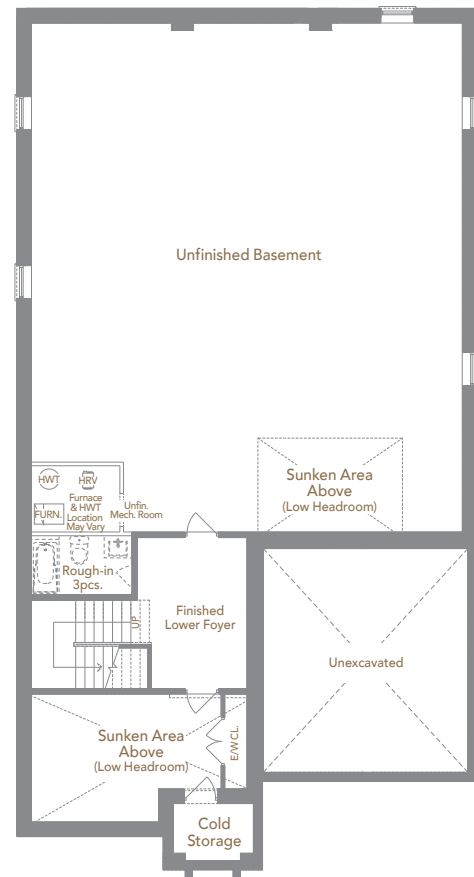 Unfinished Basement
Sunken Area
Above
(Low Headroom)
HWT
HRV
FURN.
Furnace
& HWT
Location
May Vary
Unfin.
Mech. Room
Rough-in
3pcs.
UP
Finished
Lower Foyer
Unexcavated
Sunken Area
Above
(Low Headroom)
E/W CL.
Cold
Storage